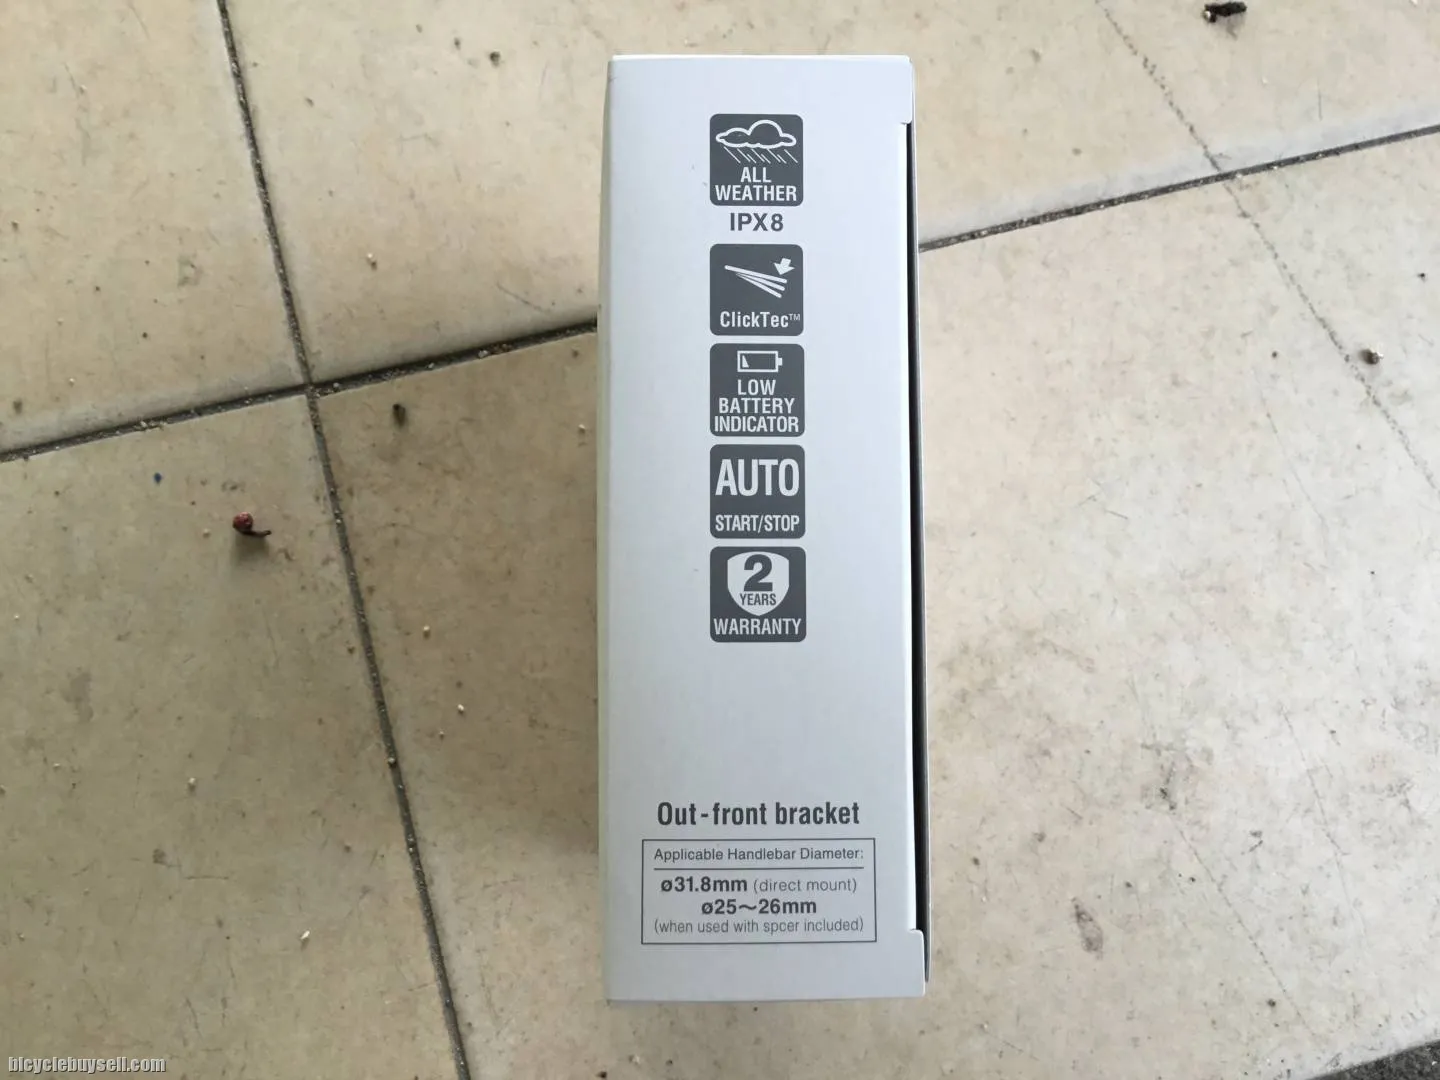 ALL
WEATHER
IPX8
ClickTec™
LOW
BATTERY
INDICATOR
AUTO
START/STOP
2
YEARS
WARRANTY
Out-front bracket
Applicable Handlebar Diameter:
ø31.8mm (direct mount)
ø25～26mm
(when used with spcer included)
bicyclebuysell.com